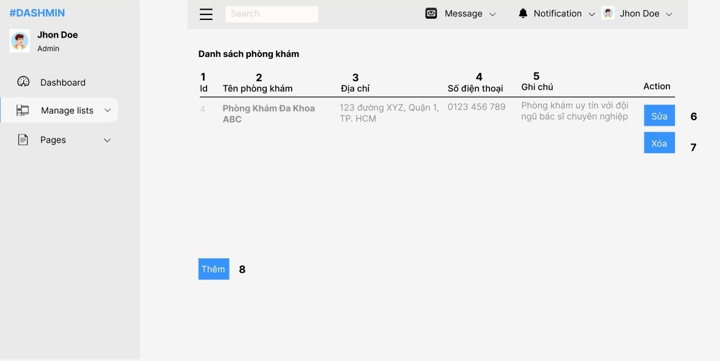 #DASHMIN
Jhon Doe
Admin
Dashboard
Manage lists
Pages
Search
Message
Notification
Jhon Doe
Danh sách phòng khám
1 2 3 4 5
Id Tên phòng khám Địa chỉ Số điện thoại Ghi chú Action
4 Phòng Khám Đa Khoa 123 đường XYZ, Quận 1, 0123 456 789 Phòng khám uy tín với đội
ABC TP. HCM ngũ bác sĩ chuyên nghiệp
Sửa 6
Xóa 7
Thêm 8